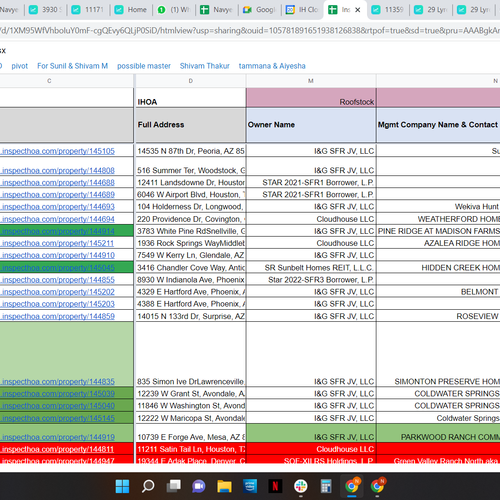 Navye 3930 11171 Home (1) W Navye Google IH Clo Ins 11359 29 Lyn 29 Lyn
/d/1XM95WfVhboIuY0mF-cgQEvy6QLjP0SiD/htmlview?usp=sharing&ouid=105781891651938126838&rtpof=true&sd=true&pru=AAABgkAr
sx
pivot For Sunil & Shivam M possible master Shivam Thakur tammana & Aiyesha
C D M N
IHOA Roofstock
Full Address Owner Name Mgmt Company Name & Contact
.inspecthoa.com/property/145105 14535 N 87th Dr, Peoria, AZ 85 I&G SFR JV, LLC Su
.inspecthoa.com/property/144808 516 Summer Ter, Woodstock, G I&G SFR JV, LLC
.inspecthoa.com/property/144688 12411 Landsdowne Dr, Houston STAR 2021-SFR1 Borrower, L.P.
.inspecthoa.com/property/144689 6046 W Airport Blvd, Houston, STAR 2021-SFR1 Borrower, L.P.
.inspecthoa.com/property/144693 104 Holderness Dr, Longwood, I&G SFR JV, LLC Wekiva Hunt
.inspecthoa.com/property/144694 220 Providence Dr, Covington, Cloudhouse LLC WEATHERFORD HOME
.inspecthoa.com/property/144914 3783 White Pine RdSnellville, G I&G SFR JV, LLC PINE RIDGE AT MADISON FARMS
.inspecthoa.com/property/145211 1936 Rock Springs WayMiddleb Cloudhouse LLC AZALEA RIDGE HOM
.inspecthoa.com/property/144910 7549 W Kerry Ln, Glendale, AZ I&G SFR JV, LLC
.inspecthoa.com/property/145045 3416 Chandler Cove Way, Antio SR Sunbelt Homes REIT, L.L.C. HIDDEN CREEK HOM
.inspecthoa.com/property/144855 8930 W Indianola Ave, Phoenix Star 2022-SFR3 Borrower, L.P.
.inspecthoa.com/property/145202 4329 E Hartford Ave, Phoenix, A I&G SFR JV, LLC BELMONT
.inspecthoa.com/property/145203 4388 E Hartford Ave, Phoenix, A I&G SFR JV, LLC
.inspecthoa.com/property/144859 14015 N 133rd Dr, Surprise, AZ I&G SFR JV, LLC ROSEVIEW
.inspecthoa.com/property/144835 835 Simon Ive DrLawrenceville, I&G SFR JV, LLC SIMONTON PRESERVE HOM
.inspecthoa.com/property/145039 12239 W Grant St, Avondale, A I&G SFR JV, LLC COLDWATER SPRINGS
.inspecthoa.com/property/145040 11846 W Washington St, Avond I&G SFR JV, LLC COLDWATER SPRINGS
.inspecthoa.com/property/145145 12222 W Maricopa St, Avondale I&G SFR JV, LLC Coldwater Springs
.inspecthoa.com/property/144919 10739 E Forge Ave, Mesa, AZ 8 I&G SFR JV, LLC PARKWOOD RANCH COMM
.inspecthoa.com/property/144811 11211 Satin Tail Ln, Houston, TX Cloudhouse LLC
.inspecthoa.com/property/144947 19344 E Adak Place, Denver, C SOE-XII RS Holdings, L.P. Green Valley Ranch North aka